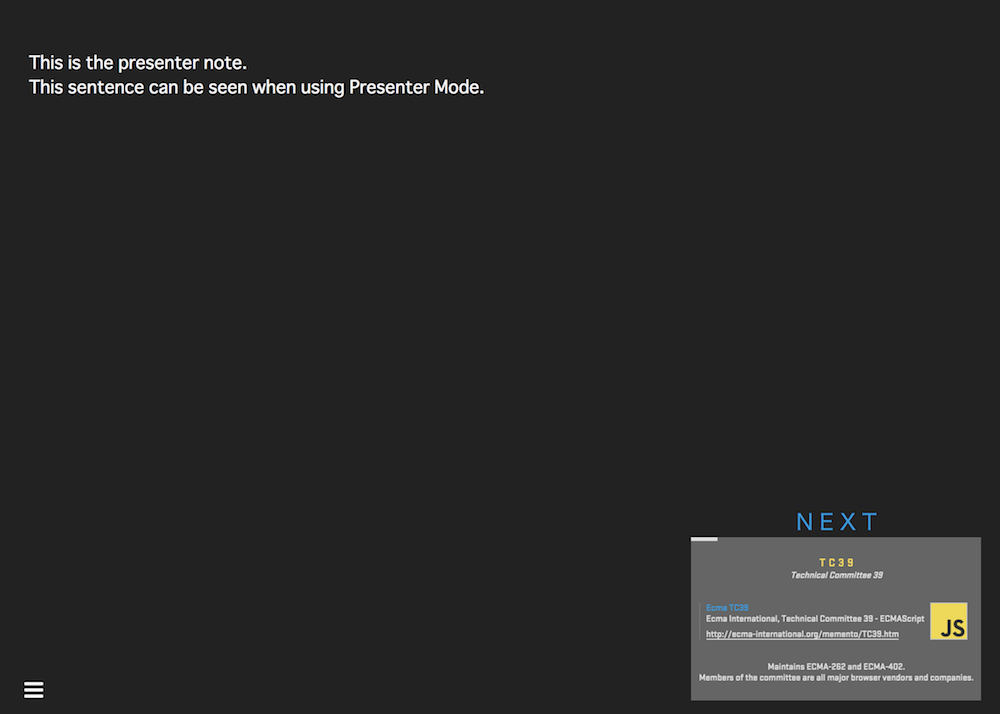 This is the presenter note.
This sentence can be seen when using Presenter Mode.
NEXT
TC39
Technical Committee 39
Ecma TC39
Ecma International, Technical Committee 39 - ECMAScript
http://ecma-international.org/memento/TC39.htm
JS
Maintains ECMA-262 and ECMA-402.
Members of the committee are all major browser vendors and companies.